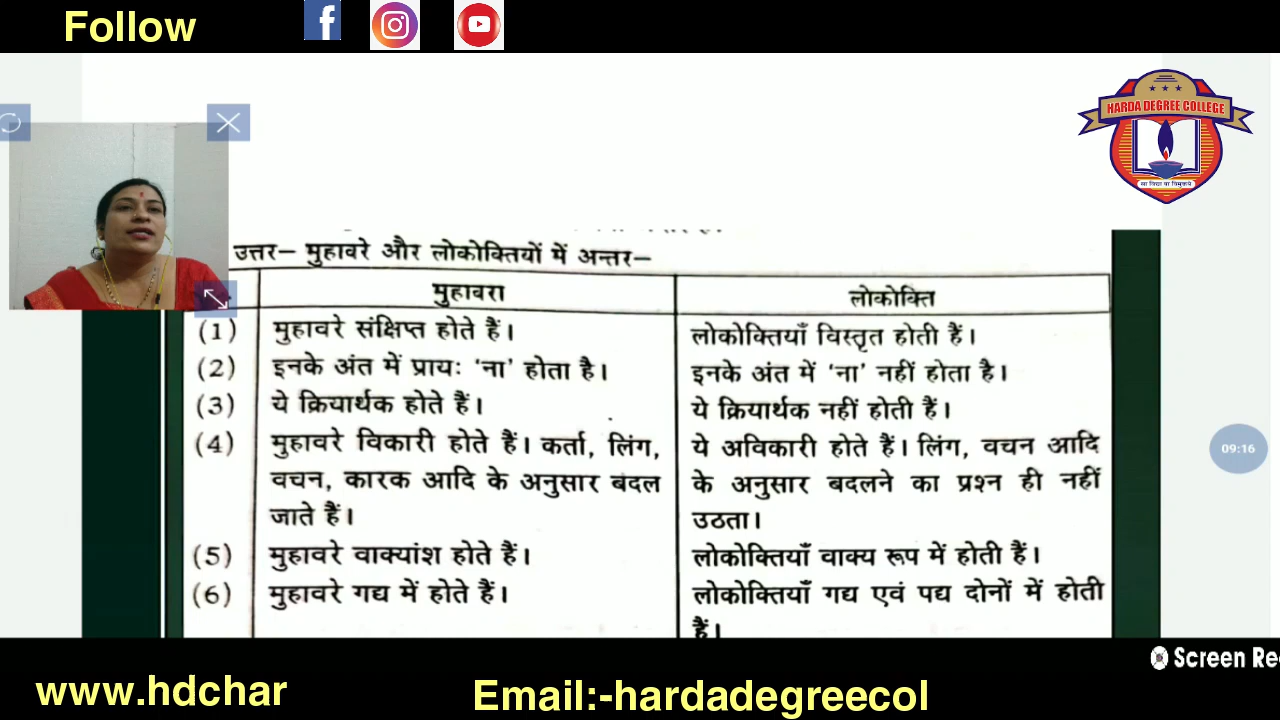 Follow
HARDA DEGREE COLLEGE
सा विद्या या विमुक्तये
उत्तर– मुहावरे और लोकोक्तियों में अन्तर–
मुहावरा
लोकोक्ति
(1) मुहावरे संक्षिप्त होते हैं। लोकोक्तियाँ विस्तृत होती हैं।
(2) इनके अंत में प्रायः 'ना' होता है। इनके अंत में 'ना' नहीं होता है।
(3) ये क्रियार्थक होते हैं। ये क्रियार्थक नहीं होती हैं।
(4) मुहावरे विकारी होते हैं। कर्ता, लिंग, ये अविकारी होते हैं। लिंग, वचन आदि
वचन, कारक आदि के अनुसार बदल के अनुसार बदलने का प्रश्न ही नहीं
जाते हैं। उठता।
(5) मुहावरे वाक्यांश होते हैं। लोकोक्तियाँ वाक्य रूप में होती हैं।
(6) मुहावरे गद्य में होते हैं। लोकोक्तियाँ गद्य एवं पद्य दोनों में होती
हैं।
09:16
Screen Re
www.hdchar
Email:-hardadegreecol